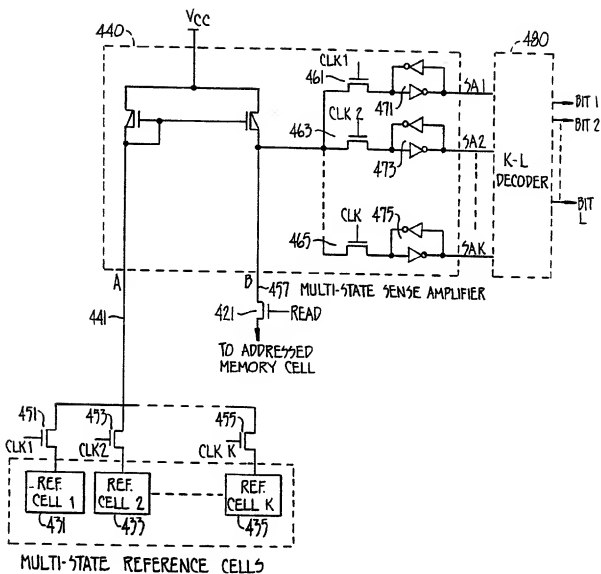 VCC
440
480
CLK1
461
471
SA1
BIT 1
BIT 2
463
CLK 2
473
SA2
K-L
DECODER
BIT
L
CLK
475
465
SAK
A
B
457
MULTI-STATE SENSE AMPLIFIER
421
READ
441
TO ADDRESSED
MEMORY CELL
451
453
455
CLK1
CLK2
CLK K
REF.
CELL 1
REF.
CELL 2
REF.
CELL K
431
433
435
MULTI-STATE REFERENCE CELLS